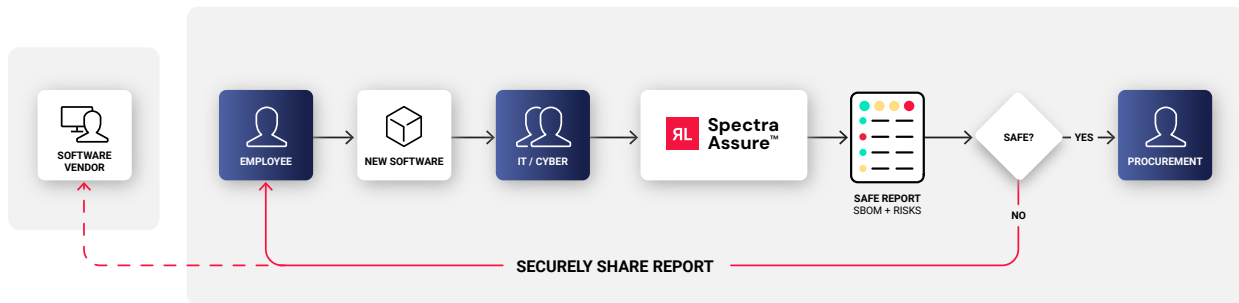 SOFTWARE
VENDOR
EMPLOYEE
NEW SOFTWARE
IT / CYBER
RL Spectra
Assure™
SAFE REPORT
SBOM + RISKS
SAFE?
YES
PROCUREMENT
NO
SECURELY SHARE REPORT